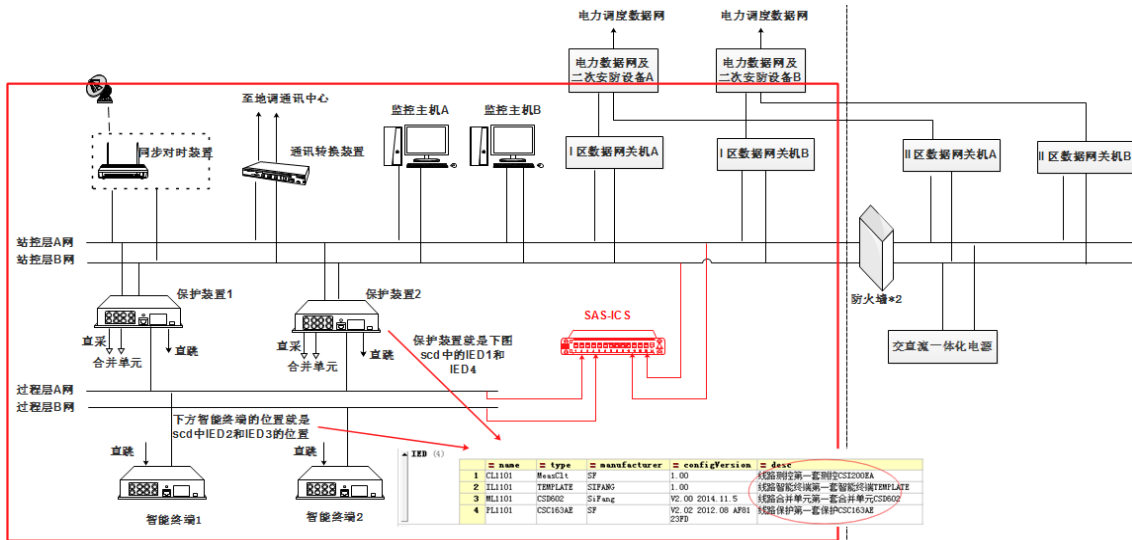 电力调度数据网
电力调度数据网
电力数据网及
二次安防设备A
电力数据网及
二次安防设备B
至地调通讯中心
监控主机A
监控主机B
同步对时装置
通讯转换装置
I区数据网关机A
I区数据网关机B
II区数据网关机A
II区数据网关机B
站控层A网
站控层B网
保护装置1
保护装置2
防火墙*2
SAS-ICS
直采
合并单元
直跳
直采
合并单元
直跳
保护装置就是下图
scd中的IED1和
IED4
交直流一体化电源
过程层A网
过程层B网
下方智能终端的位置就是
scd中IED2和IED3的位置
直跳
直跳
智能终端1
智能终端2
IED (4)
= name = type = manufacturer = configVersion = desc
1 CL1101 MeasClt SF 1.00 线路测控第一套测控CSI200EA
2 IL1101 TEMPLATE SIFANG 1.00 线路智能终端第一套智能终端TEMPLATE
3 ML1101 CSD602 SiFang V2.00 2014.11.5 线路合并单元第一套合并单元CSD602
4 PL1101 CSC163AE SF V2.02 2012.08 AF81 线路保护第一套保护CSC163AE
23FD